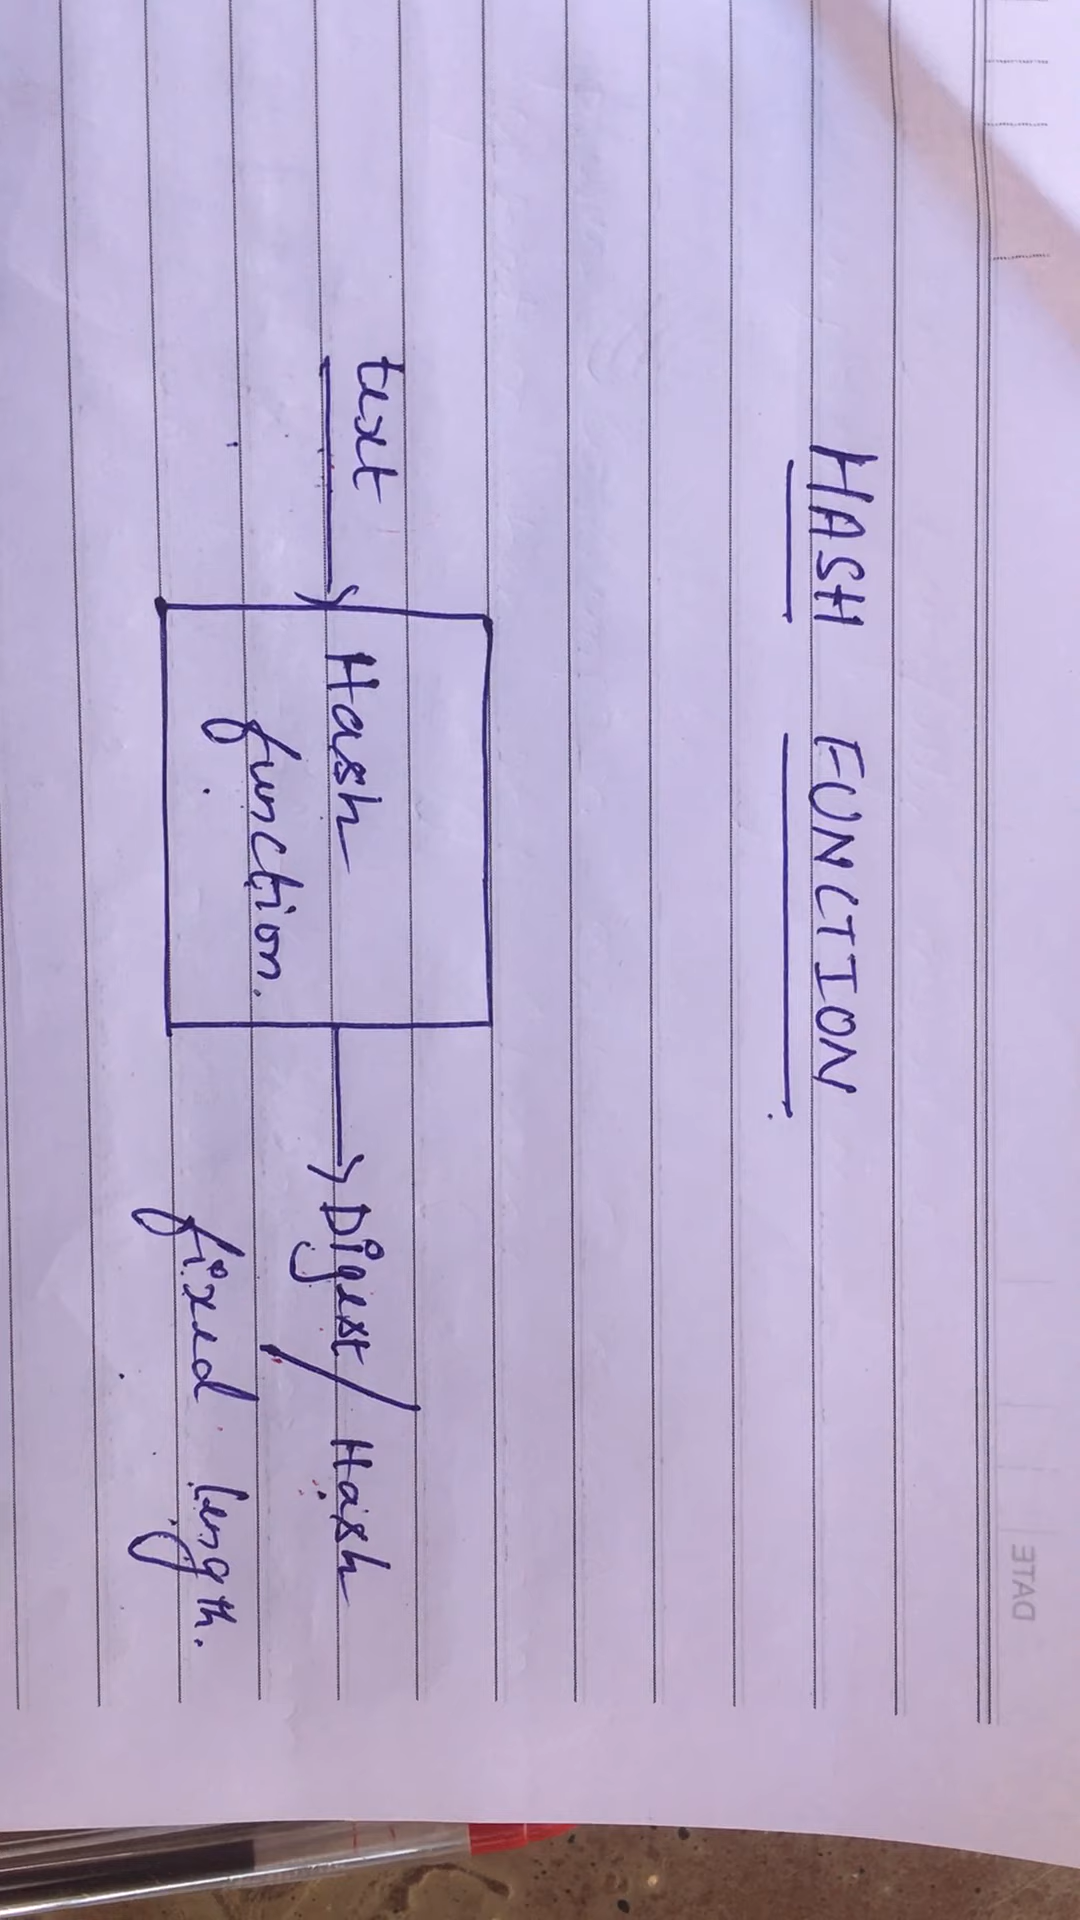 DATE
HASH FUNCTION
text
Hash
function.
Digest / Hash
fixed length.